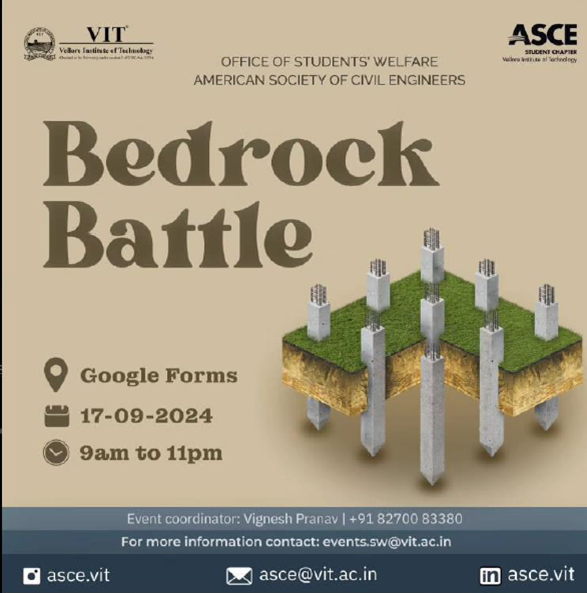 VIT
Vellore Institute of Technology
ASCE
STUDENT CHAPTER
Vellore Institute of Technology
OFFICE OF STUDENTS' WELFARE
AMERICAN SOCIETY OF CIVIL ENGINEERS
Bedrock
Battle
Google Forms
17-09-2024
9am to 11pm
Event coordinator: Vignesh Pranav | +91 82700 83380
For more information contact: events.sw@vit.ac.in
asce.vit
asce@vit.ac.in
in asce.vit